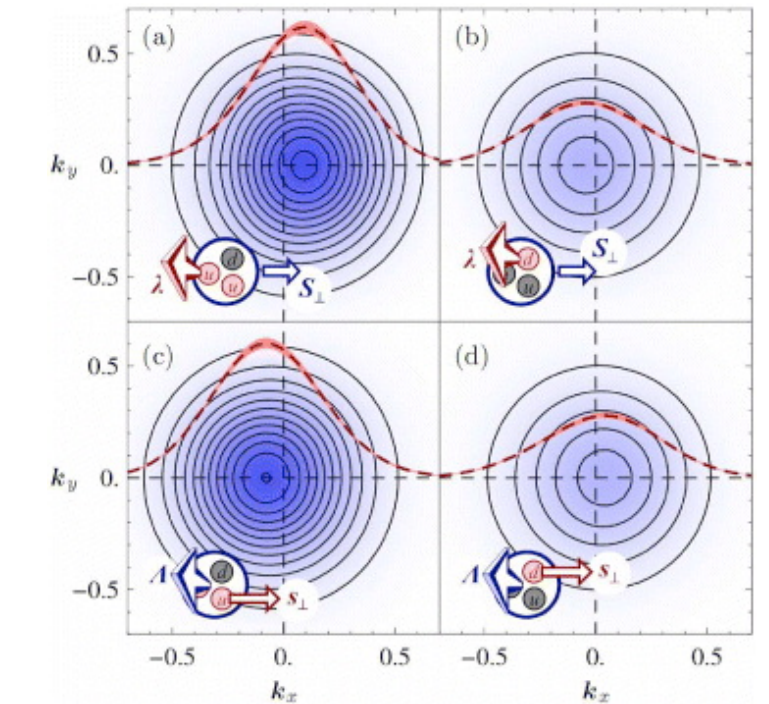 (a) (b)
0.5
k_y 0.
−0.5
λ u d u S⊥
λ d u S⊥
(c) (d)
0.5
k_y 0.
−0.5
Λ d u s⊥
Λ d u s⊥
−0.5 0. 0.5 −0.5 0. 0.5
k_x k_x